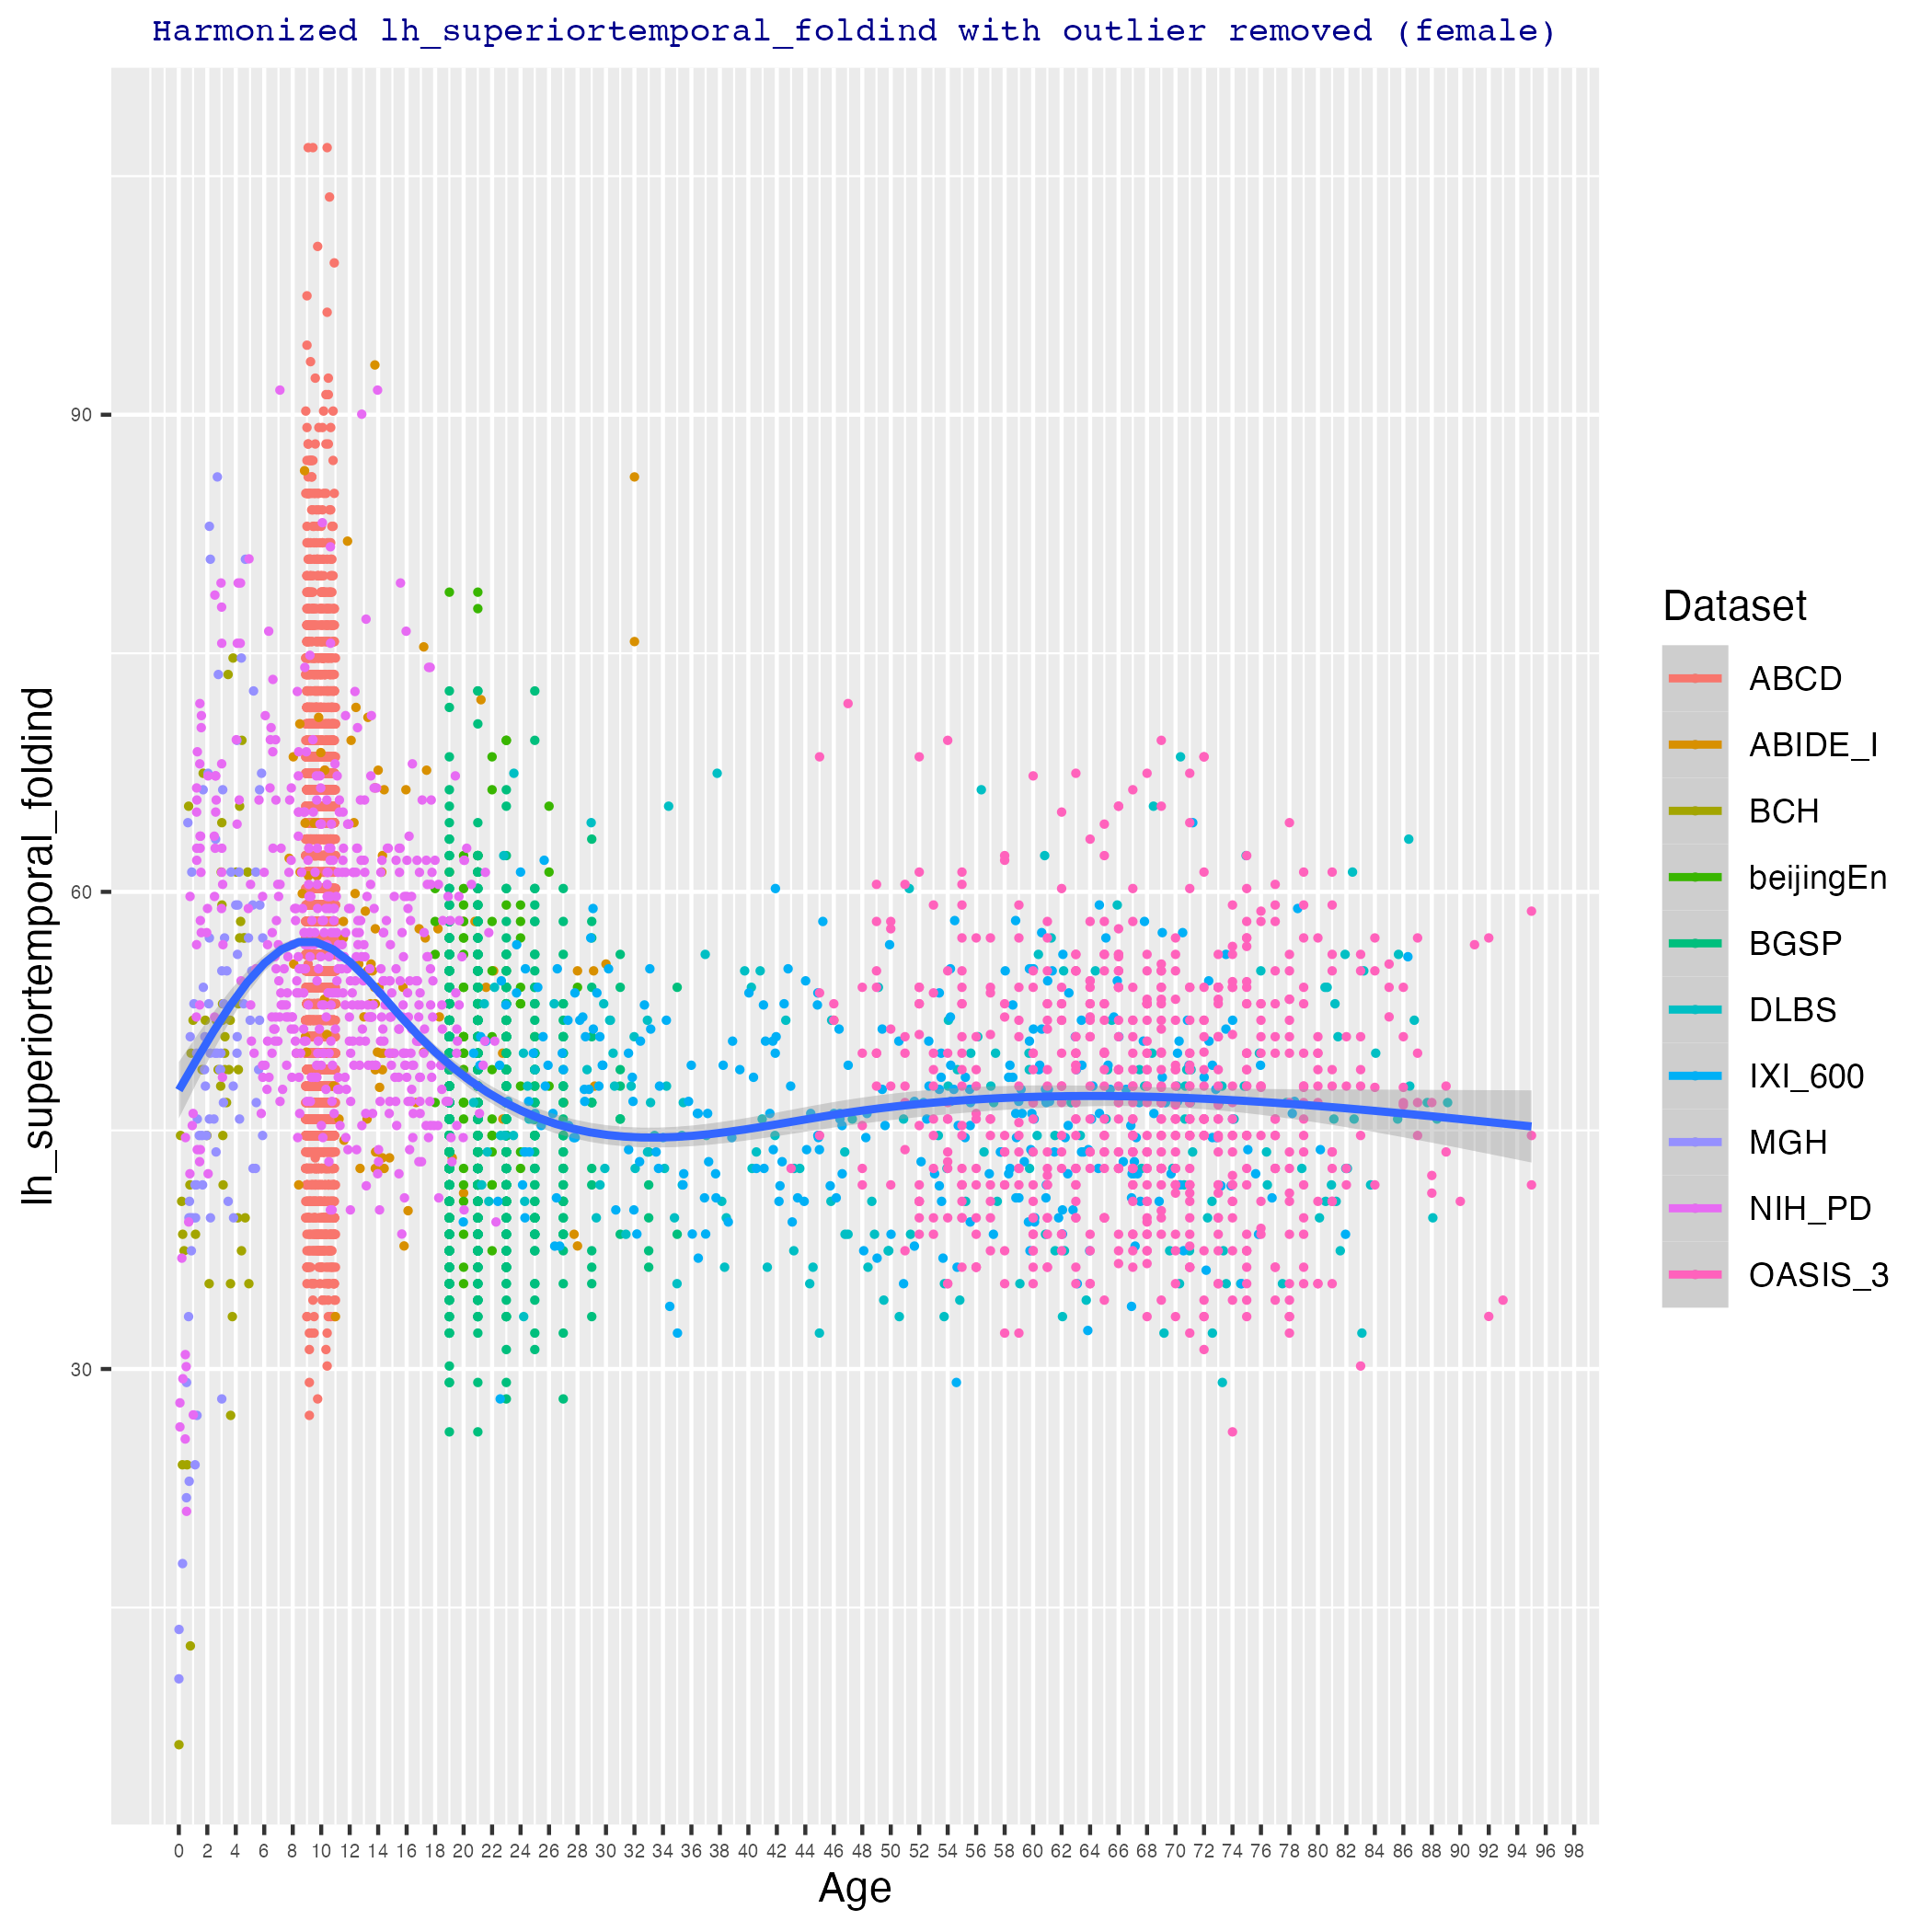 Harmonized lh_superiortemporal_foldind with outlier removed (female)
lh_superiortemporal_foldind
90
60
30
0 2 4 6 8 10 12 14 16 18 20 22 24 26 28 30 32 34 36 38 40 42 44 46 48 50 52 54 56 58 60 62 64 66 68 70 72 74 76 78 80 82 84 86 88 90 92 94 96 98
Age
Dataset
ABCD
ABIDE_I
BCH
beijingEn
BGSP
DLBS
IXI_600
MGH
NIH_PD
OASIS_3